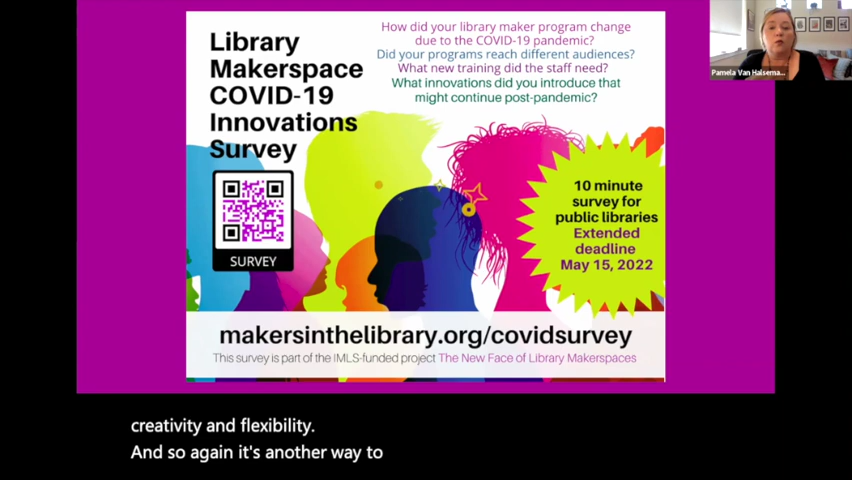 Library
Makerspace
COVID-19
Innovations
Survey
How did your library maker program change
due to the COVID-19 pandemic?
Did your programs reach different audiences?
What new training did the staff need?
What innovations did you introduce that
might continue post-pandemic?
SURVEY
10 minute
survey for
public libraries
Extended
deadline
May 15, 2022
makersinthelibrary.org/covidsurvey
This survey is part of the IMLS-funded project The New Face of Library Makerspaces
Pamela Van Halsema...
creativity and flexibility.
And so again it's another way to